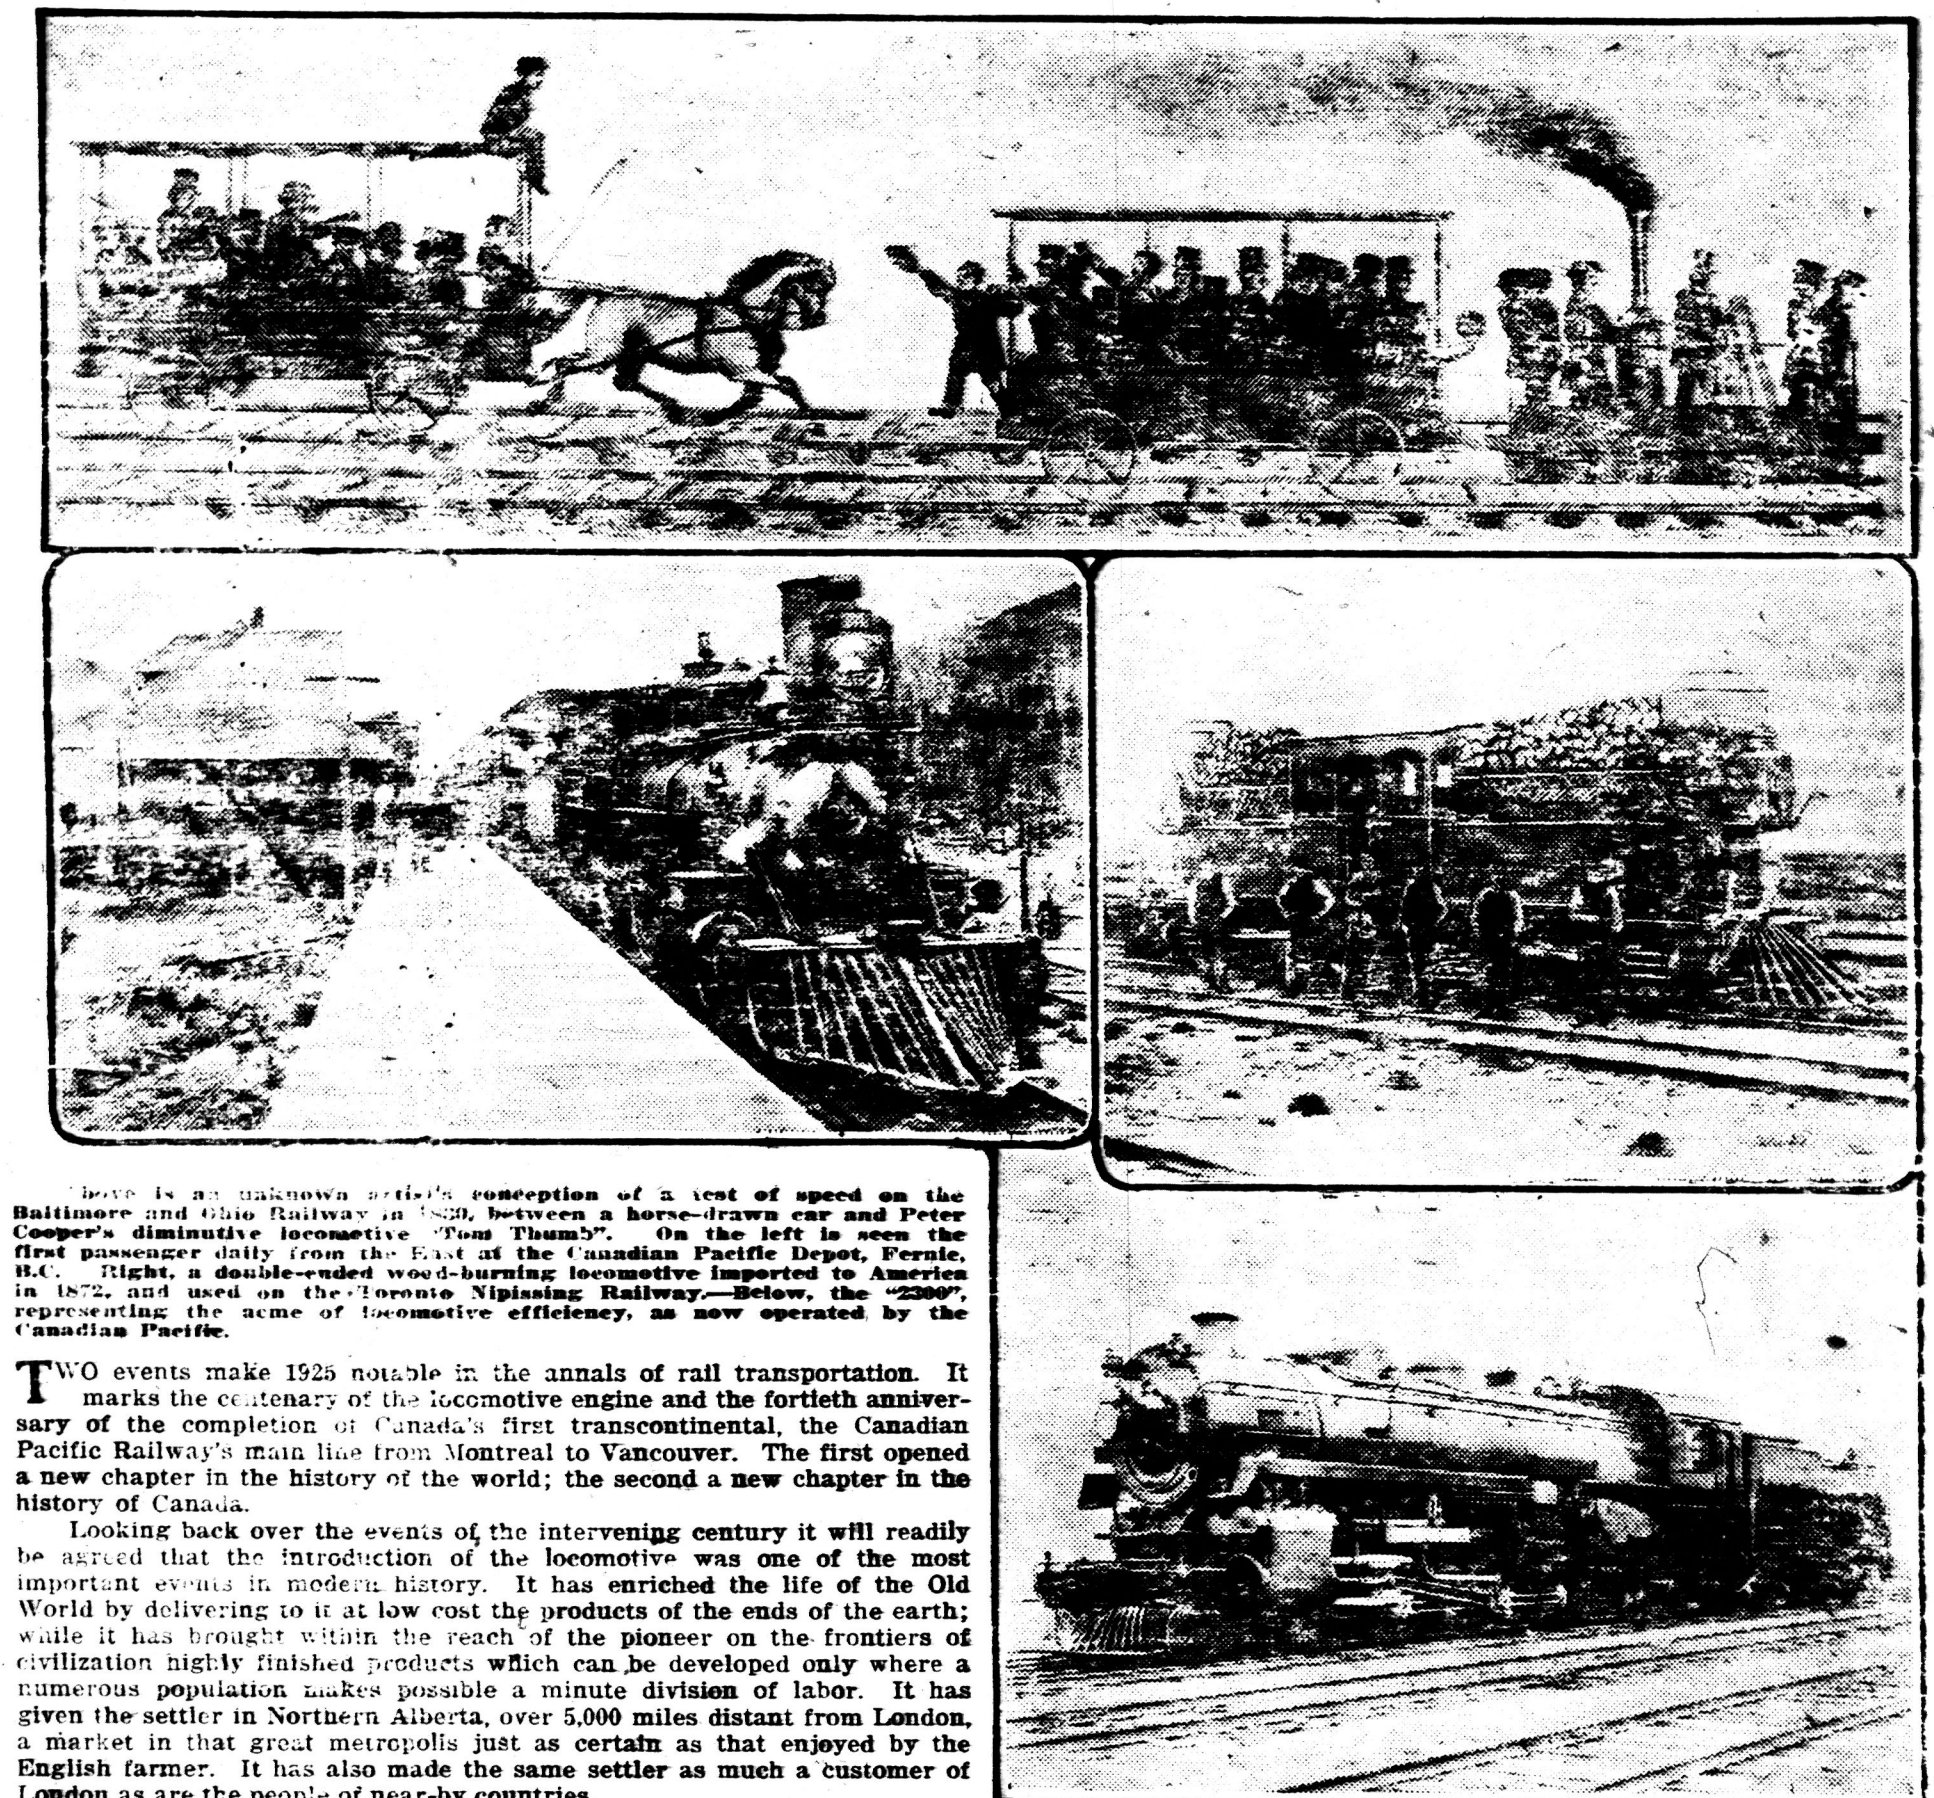 Above is an unknown artist's conception of a test of speed on the
Baltimore and Ohio Railway in 1830, between a horse-drawn car and Peter
Cooper's diminutive locomotive "Tom Thumb". On the left is seen the
first passenger daily from the East at the Canadian Pacific Depot, Fernie,
B.C. Right, a double-ended wood-burning locomotive imported to America
in 1872, and used on the Toronto Nipissing Railway.—Below, the "2300",
representing the acme of locomotive efficiency, as now operated by the
Canadian Pacific.
TWO events make 1925 notable in the annals of rail transportation. It
marks the centenary of the locomotive engine and the fortieth anniver-
sary of the completion of Canada's first transcontinental, the Canadian
Pacific Railway's main line from Montreal to Vancouver. The first opened
a new chapter in the history of the world; the second a new chapter in the
history of Canada.
Looking back over the events of the intervening century it will readily
be agreed that the introduction of the locomotive was one of the most
important events in modern history. It has enriched the life of the Old
World by delivering to it at low cost the products of the ends of the earth;
while it has brought within the reach of the pioneer on the frontiers of
civilization highly finished products which can be developed only where a
numerous population makes possible a minute division of labor. It has
given the settler in Northern Alberta, over 5,000 miles distant from London,
a market in that great metropolis just as certain as that enjoyed by the
English farmer. It has also made the same settler as much a customer of
London as are the people of near-by countries.